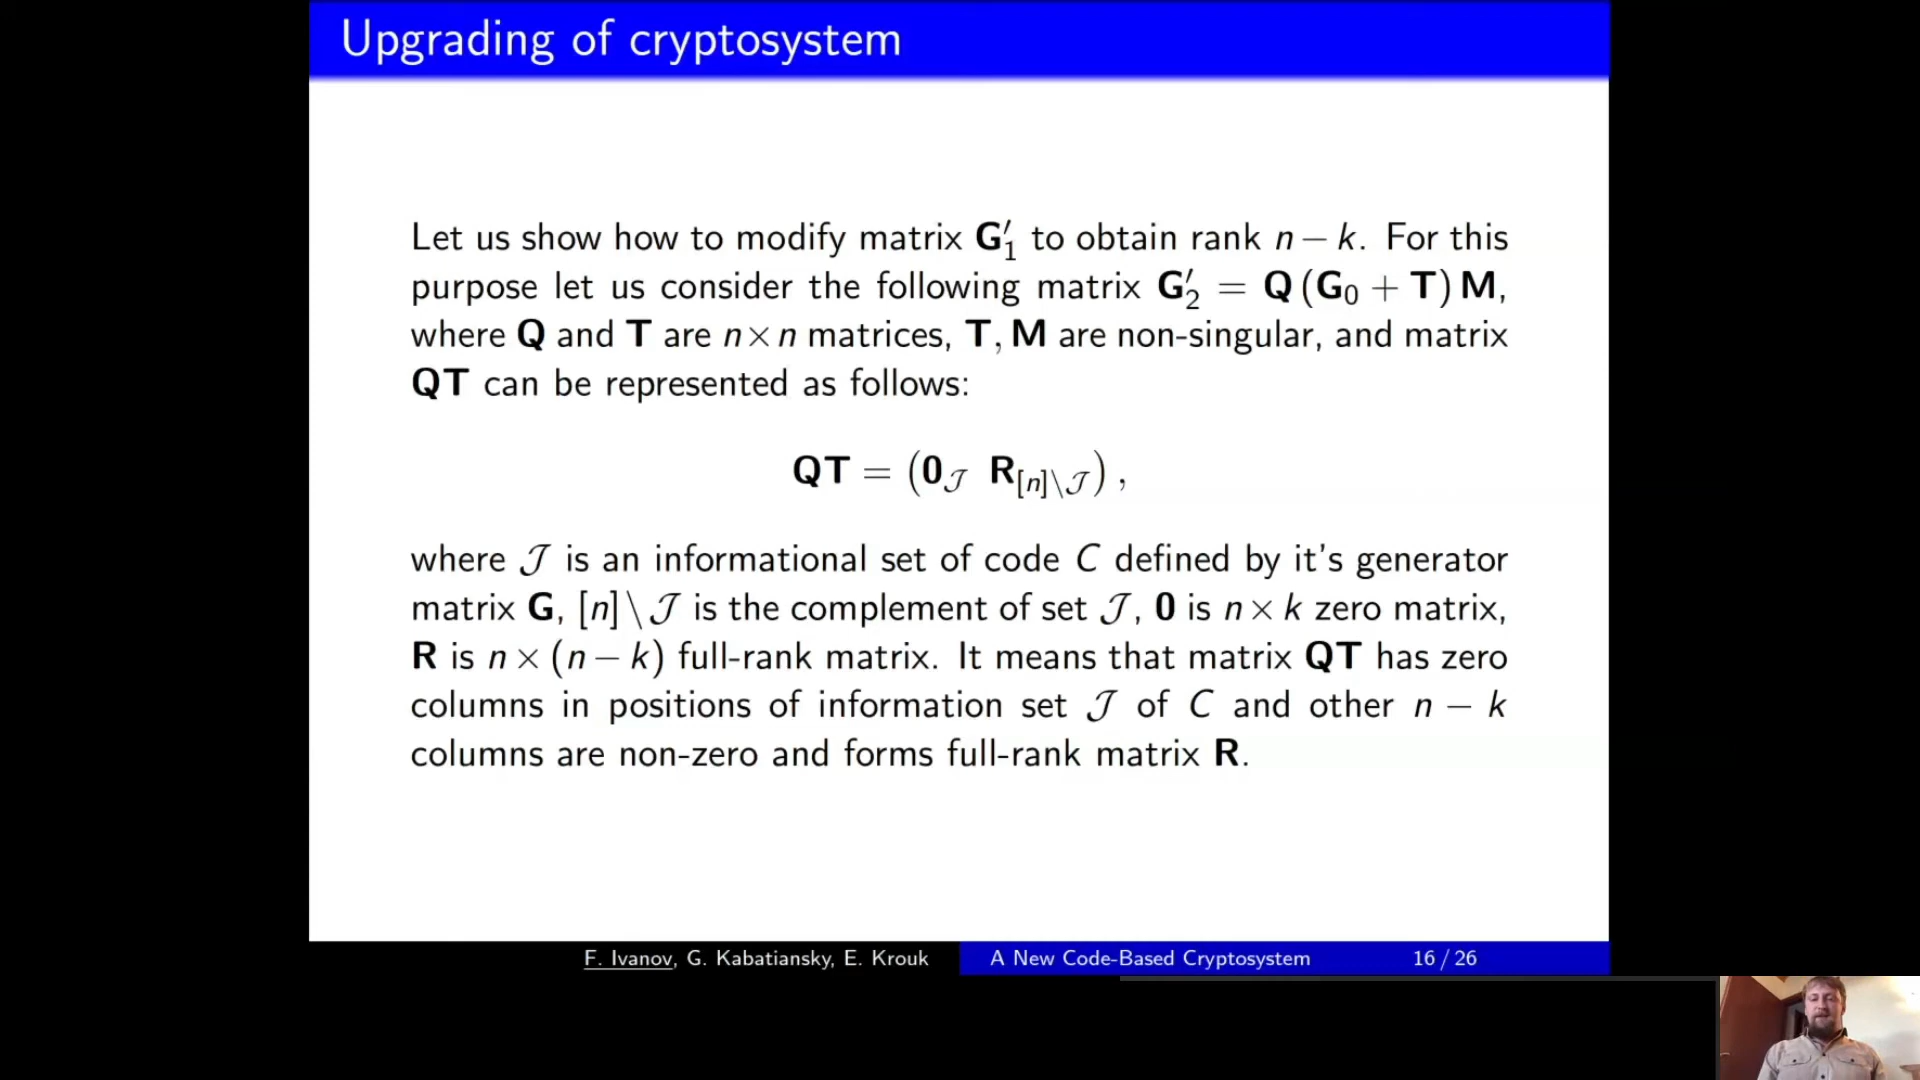 Upgrading of cryptosystem
Let us show how to modify matrix G′₁ to obtain rank n − k. For this
purpose let us consider the following matrix G′₂ = Q (G₀ + T) M,
where Q and T are n × n matrices, T, M are non-singular, and matrix
QT can be represented as follows:
QT = (0_𝒥 R_{[n]\𝒥}) ,
where 𝒥 is an informational set of code C defined by it's generator
matrix G, [n] \ 𝒥 is the complement of set 𝒥, 0 is n × k zero matrix,
R is n × (n − k) full-rank matrix. It means that matrix QT has zero
columns in positions of information set 𝒥 of C and other n − k
columns are non-zero and forms full-rank matrix R.
F. Ivanov, G. Kabatiansky, E. Krouk A New Code-Based Cryptosystem 16 / 26